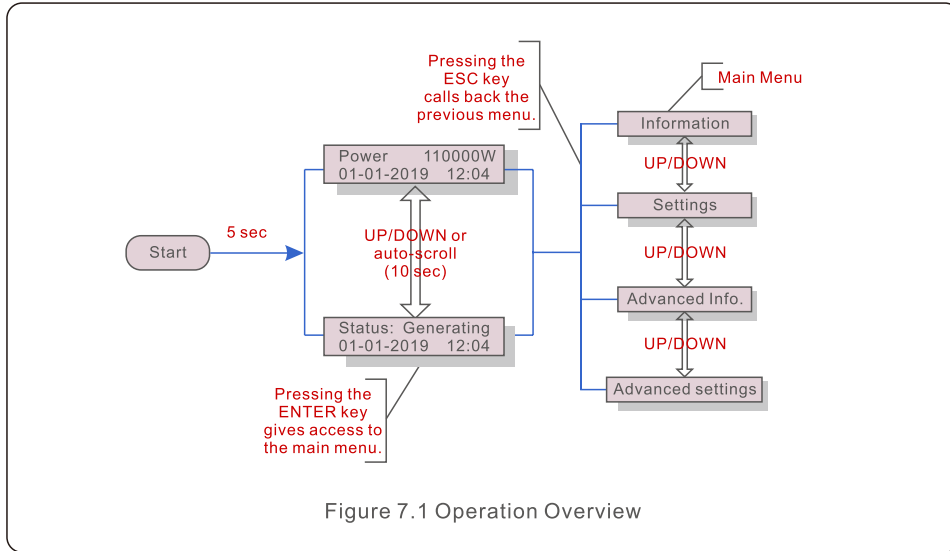 Pressing the
ESC key
calls back the
previous menu.
Main Menu
Information
UP/DOWN
Power 110000W
01-01-2019 12:04
Settings
5 sec
Start
UP/DOWN or
auto-scroll
(10 sec)
UP/DOWN
Advanced Info.
Status: Generating
01-01-2019 12:04
UP/DOWN
Advanced settings
Pressing the
ENTER key
gives access to
the main menu.
Figure 7.1 Operation Overview